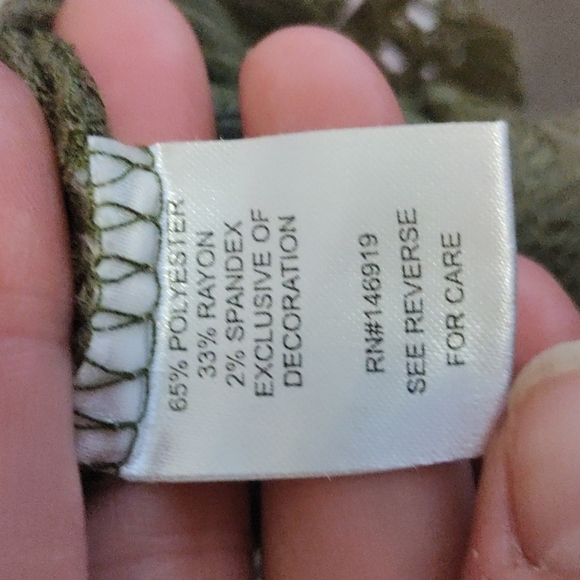 65% POLYESTER
33% RAYON
2% SPANDEX
EXCLUSIVE OF
DECORATION
RN#146919
SEE REVERSE
FOR CARE